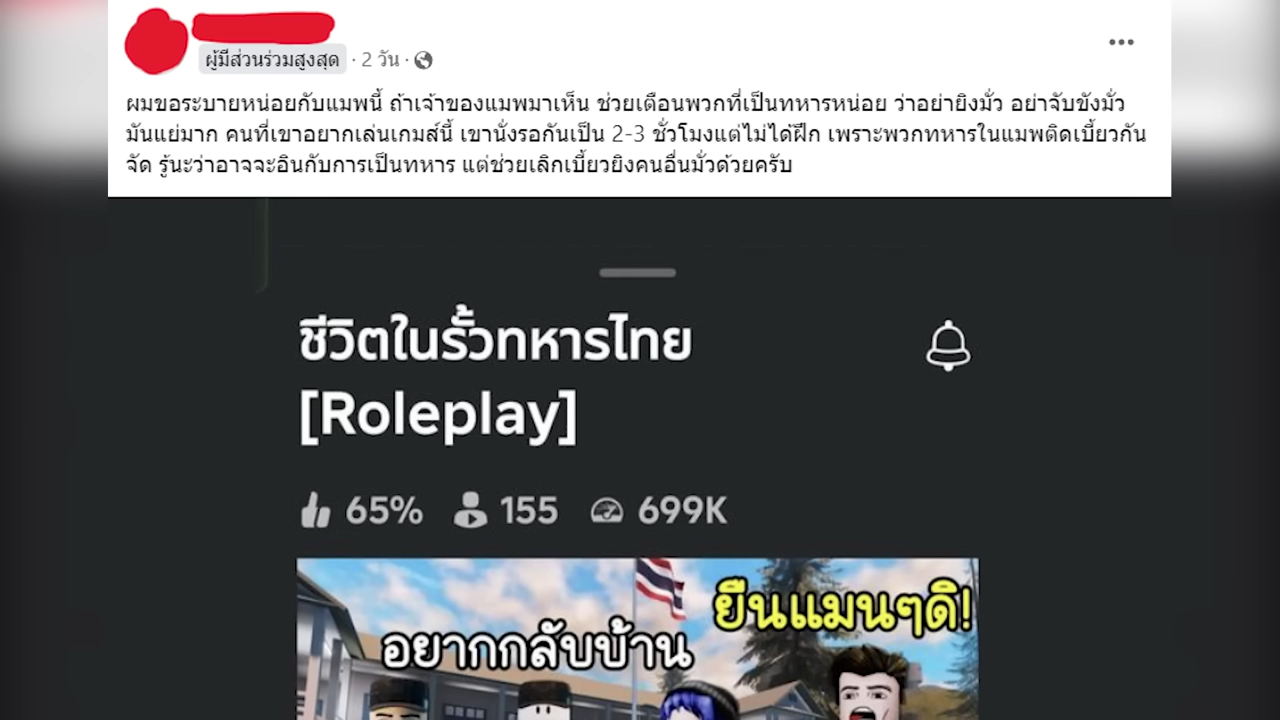 ผู้มีส่วนร่วมสูงสุด · 2 วัน ·
ผมขอระบายหน่อยกับแมพนี้ ถ้าเจ้าของแมพมาเห็น ช่วยเตือนพวกที่เป็นทหารหน่อย ว่าอย่ายิงมั่ว อย่าจับขังมั่ว
มันแย่มาก คนที่เขาอยากเล่นเกมส์นี้ เขานั่งรอกันเป็น 2-3 ชั่วโมงแต่ไม่ได้ฝึก เพราะพวกทหารในแมพติดเบี้ยวกัน
จัด รู้นะว่าอาจจะอินกับการเป็นทหาร แต่ช่วยเลิกเบี้ยวยิงคนอื่นมั่วด้วยครับ
ชีวิตในรั้วทหารไทย
[Roleplay]
65% 155 699K
ยืนแมนๆดิ!
อยากกลับบ้าน